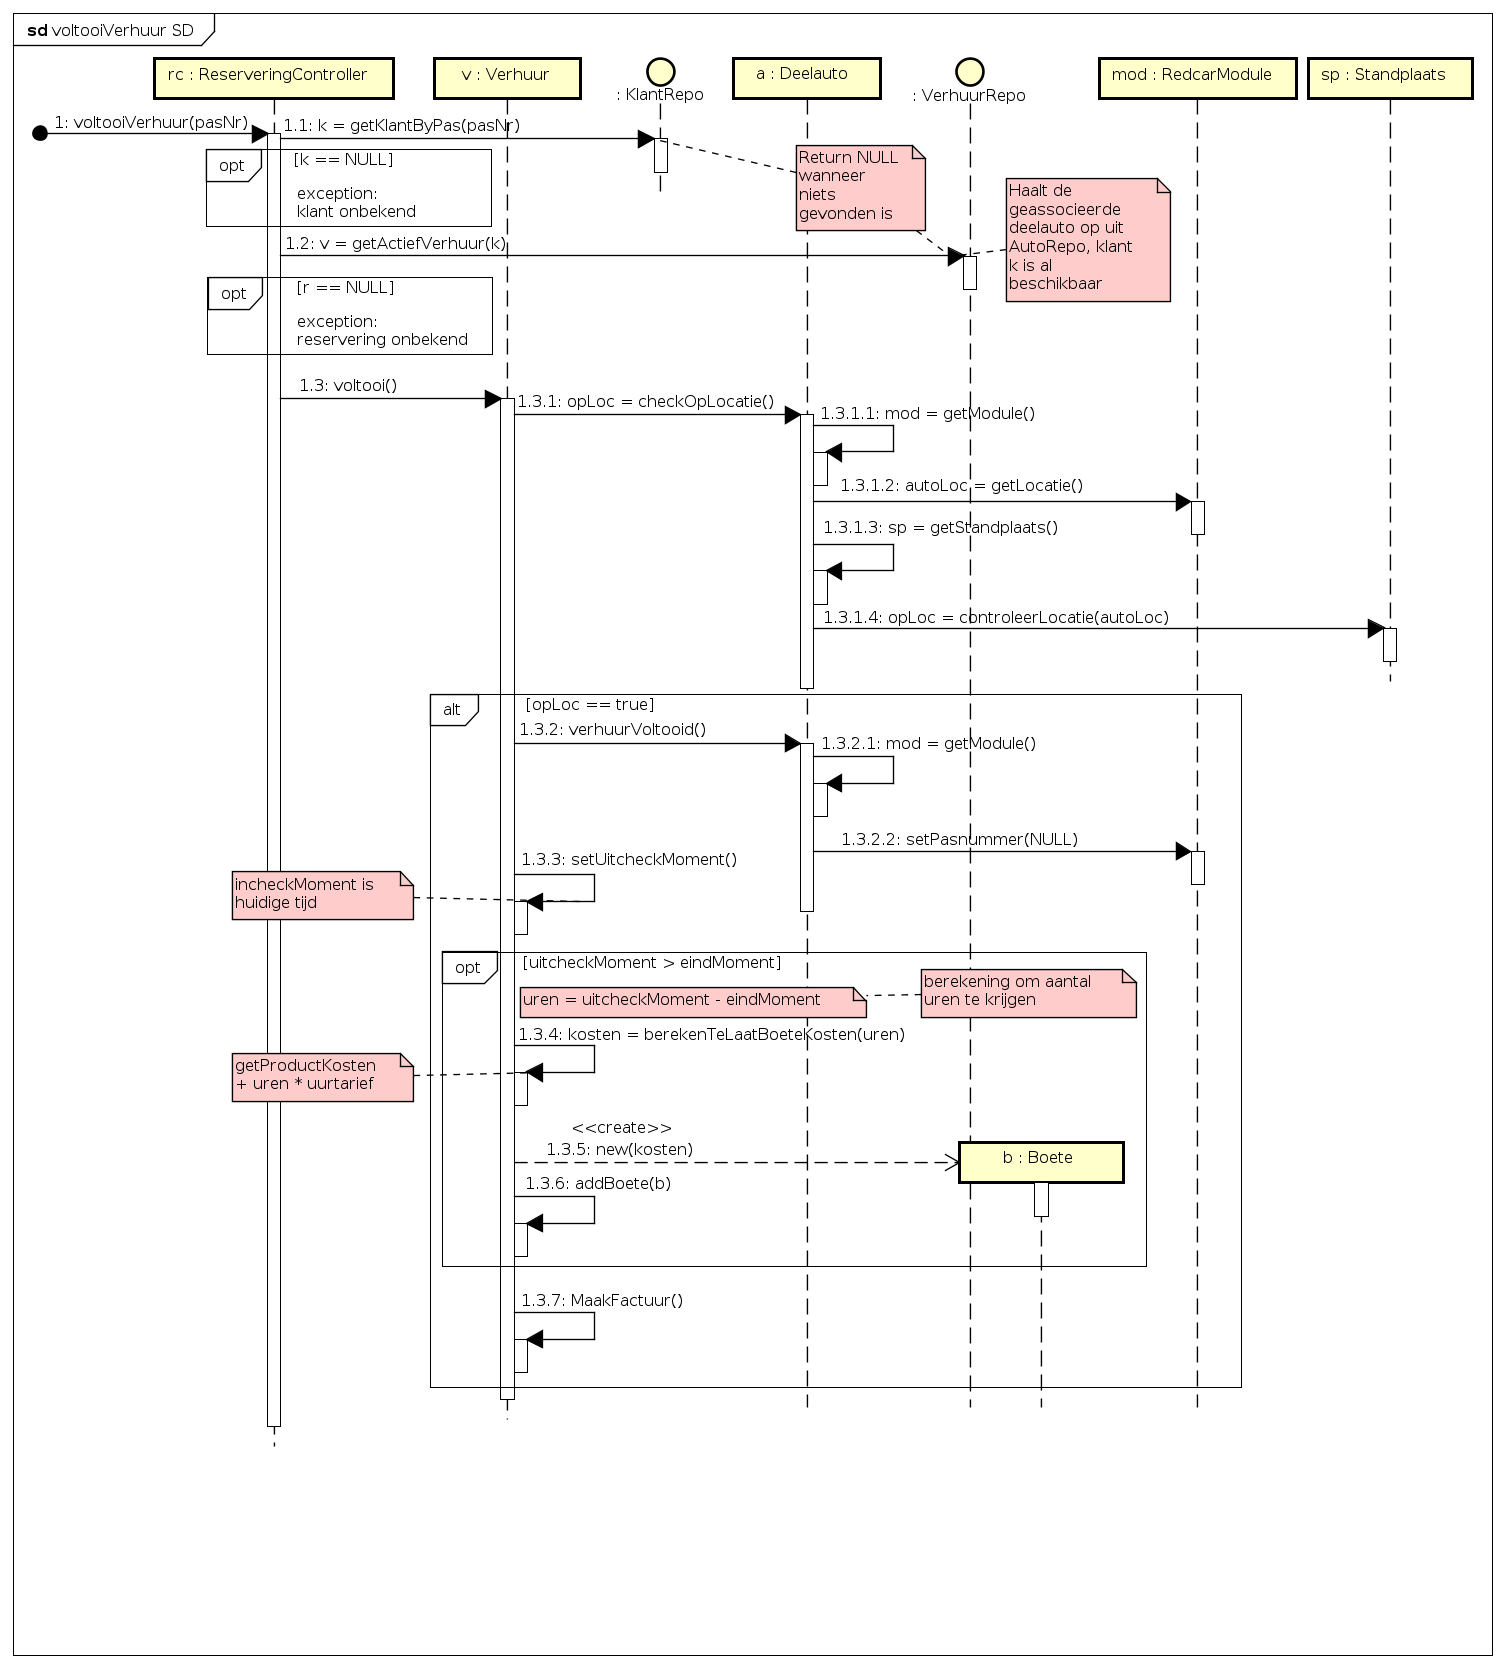 sd voltooiVerhuur SD
rc : ReserveringController
v : Verhuur
: KlantRepo
a : Deelauto
: VerhuurRepo
mod : RedcarModule
sp : Standplaats
1: voltooiVerhuur(pasNr)
1.1: k = getKlantByPas(pasNr)
opt
[k == NULL]
exception:
klant onbekend
Return NULL
wanneer
niets
gevonden is
Haalt de
geassocieerde
deelauto op uit
AutoRepo, klant
k is al
beschikbaar
1.2: v = getActiefVerhuur(k)
opt
[r == NULL]
exception:
reservering onbekend
1.3: voltooi()
1.3.1: opLoc = checkOpLocatie()
1.3.1.1: mod = getModule()
1.3.1.2: autoLoc = getLocatie()
1.3.1.3: sp = getStandplaats()
1.3.1.4: opLoc = controleerLocatie(autoLoc)
alt
[opLoc == true]
1.3.2: verhuurVoltooid()
1.3.2.1: mod = getModule()
1.3.2.2: setPasnummer(NULL)
1.3.3: setUitcheckMoment()
incheckMoment is
huidige tijd
opt
[uitcheckMoment > eindMoment]
uren = uitcheckMoment - eindMoment
berekening om aantal
uren te krijgen
1.3.4: kosten = berekenTeLaatBoeteKosten(uren)
getProductKosten
+ uren * uurtarief
<<create>>
1.3.5: new(kosten)
b : Boete
1.3.6: addBoete(b)
1.3.7: MaakFactuur()